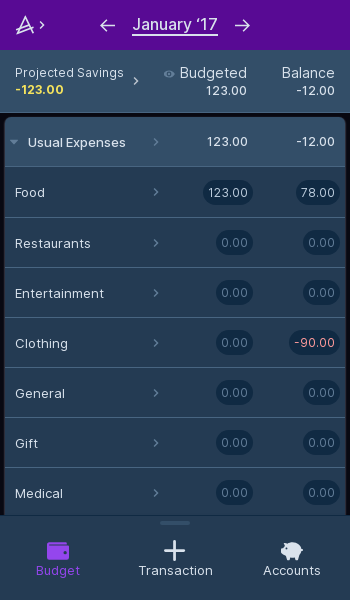 January ‘17
Projected Savings
-123.00
Budgeted
123.00
Balance
-12.00
Usual Expenses 123.00 -12.00
Food 123.00 78.00
Restaurants 0.00 0.00
Entertainment 0.00 0.00
Clothing 0.00 -90.00
General 0.00 0.00
Gift 0.00 0.00
Medical 0.00 0.00
Budget Transaction Accounts